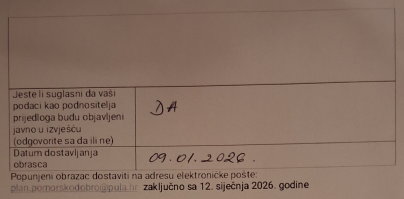 Jeste li suglasni da vaši
podaci kao podnositelja
prijedloga budu objavljeni
javno u izvješću
(odgovorite sa da ili ne)
DA
Datum dostavljanja
obrasca
09.01.2026.
Popunjeni obrazac dostaviti na adresu elektroničke pošte:
plan.pomorskodobro@pula.hr zaključno sa 12. siječnja 2026. godine